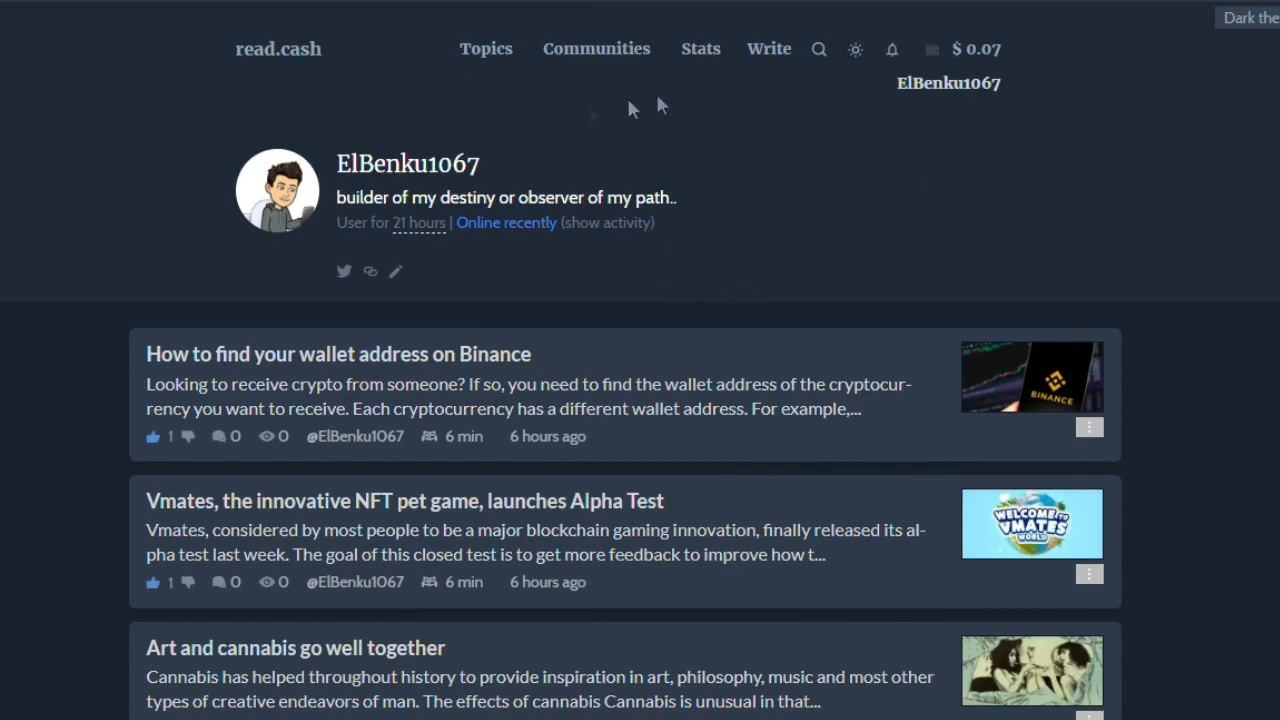 Dark the
read.cash
Topics Communities Stats Write $ 0.07
ElBenku1067
ElBenku1067
builder of my destiny or observer of my path..
User for 21 hours | Online recently (show activity)
How to find your wallet address on Binance
Looking to receive crypto from someone? If so, you need to find the wallet address of the cryptocur-
rency you want to receive. Each cryptocurrency has a different wallet address. For example,...
BINANCE
1 0 0 @ElBenku1067 6 min 6 hours ago
Vmates, the innovative NFT pet game, launches Alpha Test
Vmates, considered by most people to be a major blockchain gaming innovation, finally released its al-
pha test last week. The goal of this closed test is to get more feedback to improve how t...
WELCOME TO
VMATES
WORLD
1 0 0 @ElBenku1067 6 min 6 hours ago
Art and cannabis go well together
Cannabis has helped throughout history to provide inspiration in art, philosophy, music and most other
types of creative endeavors of man. The effects of cannabis Cannabis is unusual in that...